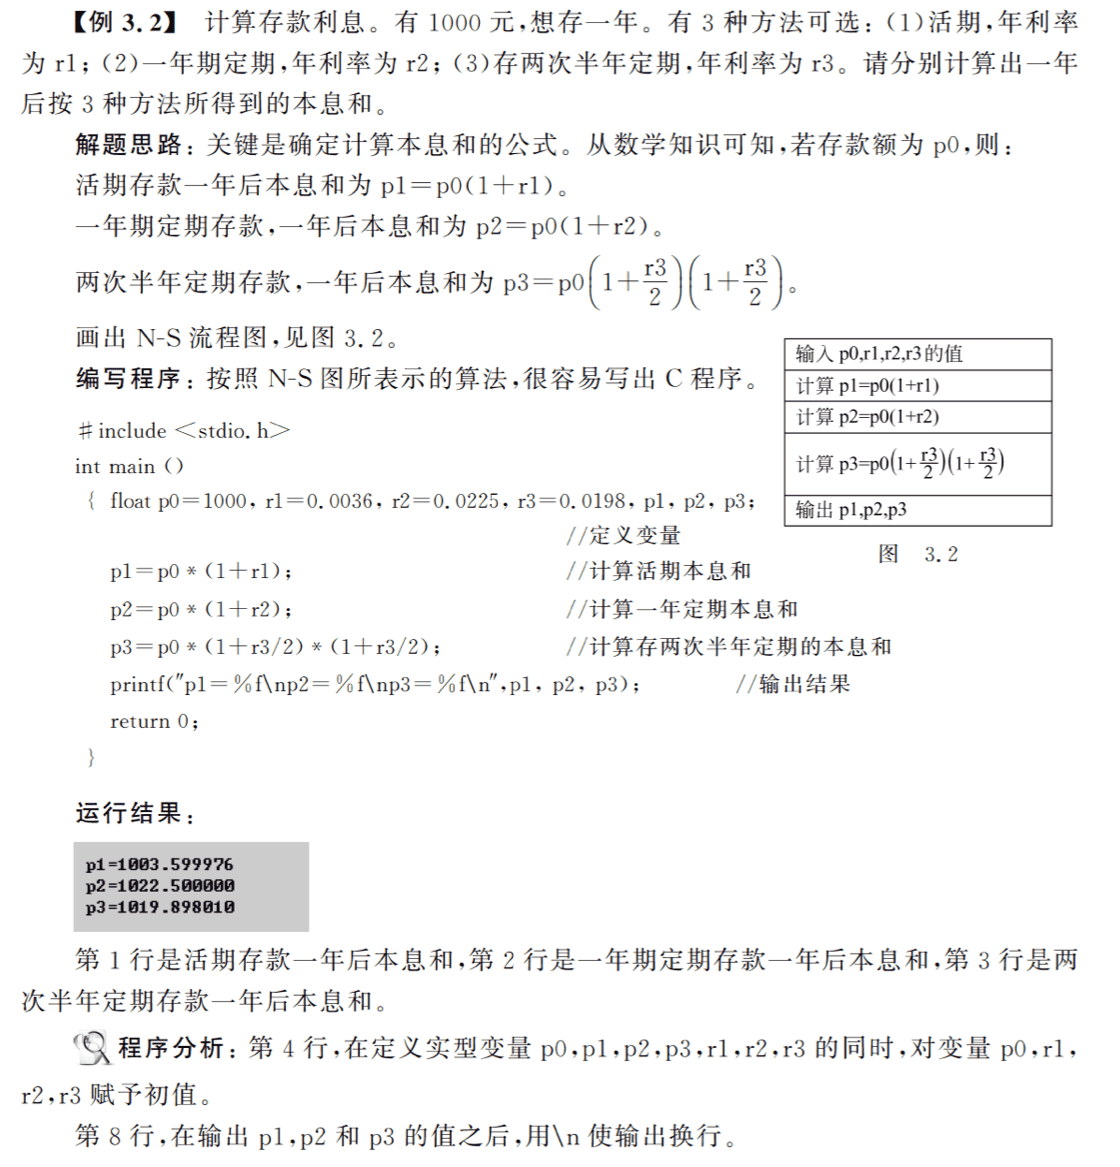 【例 3.2】 计算存款利息。有 1000 元,想存一年。有 3 种方法可选:(1)活期,年利率
为 r1;(2)一年期定期,年利率为 r2;(3)存两次半年定期,年利率为 r3。请分别计算出一年
后按 3 种方法所得到的本息和。
解题思路:关键是确定计算本息和的公式。从数学知识可知,若存款额为 p0,则:
活期存款一年后本息和为 p1=p0(1+r1)。
一年期定期存款,一年后本息和为 p2=p0(1+r2)。
两次半年定期存款,一年后本息和为 p3=p0(1+r3/2)(1+r3/2)。
画出 N-S 流程图,见图 3.2。
编写程序:按照 N-S 图所表示的算法,很容易写出 C 程序。
输入 p0,r1,r2,r3的值
计算 p1=p0(1+r1)
计算 p2=p0(1+r2)
计算 p3=p0(1+r3/2)(1+r3/2)
输出 p1,p2,p3
图 3.2
#include <stdio.h>
int main ()
{ float p0=1000, r1=0.0036, r2=0.0225, r3=0.0198, p1, p2, p3;
//定义变量
p1=p0 * (1+r1); //计算活期本息和
p2=p0 * (1+r2); //计算一年定期本息和
p3=p0 * (1+r3/2) * (1+r3/2); //计算存两次半年定期的本息和
printf("p1=%f\np2=%f\np3=%f\n",p1, p2, p3); //输出结果
return 0;
}
运行结果:
p1=1003.599976
p2=1022.500000
p3=1019.898010
第 1 行是活期存款一年后本息和,第 2 行是一年期定期存款一年后本息和,第 3 行是两
次半年定期存款一年后本息和。
程序分析:第 4 行,在定义实型变量 p0,p1,p2,p3,r1,r2,r3 的同时,对变量 p0,r1,
r2,r3 赋予初值。
第 8 行,在输出 p1,p2 和 p3 的值之后,用\n 使输出换行。